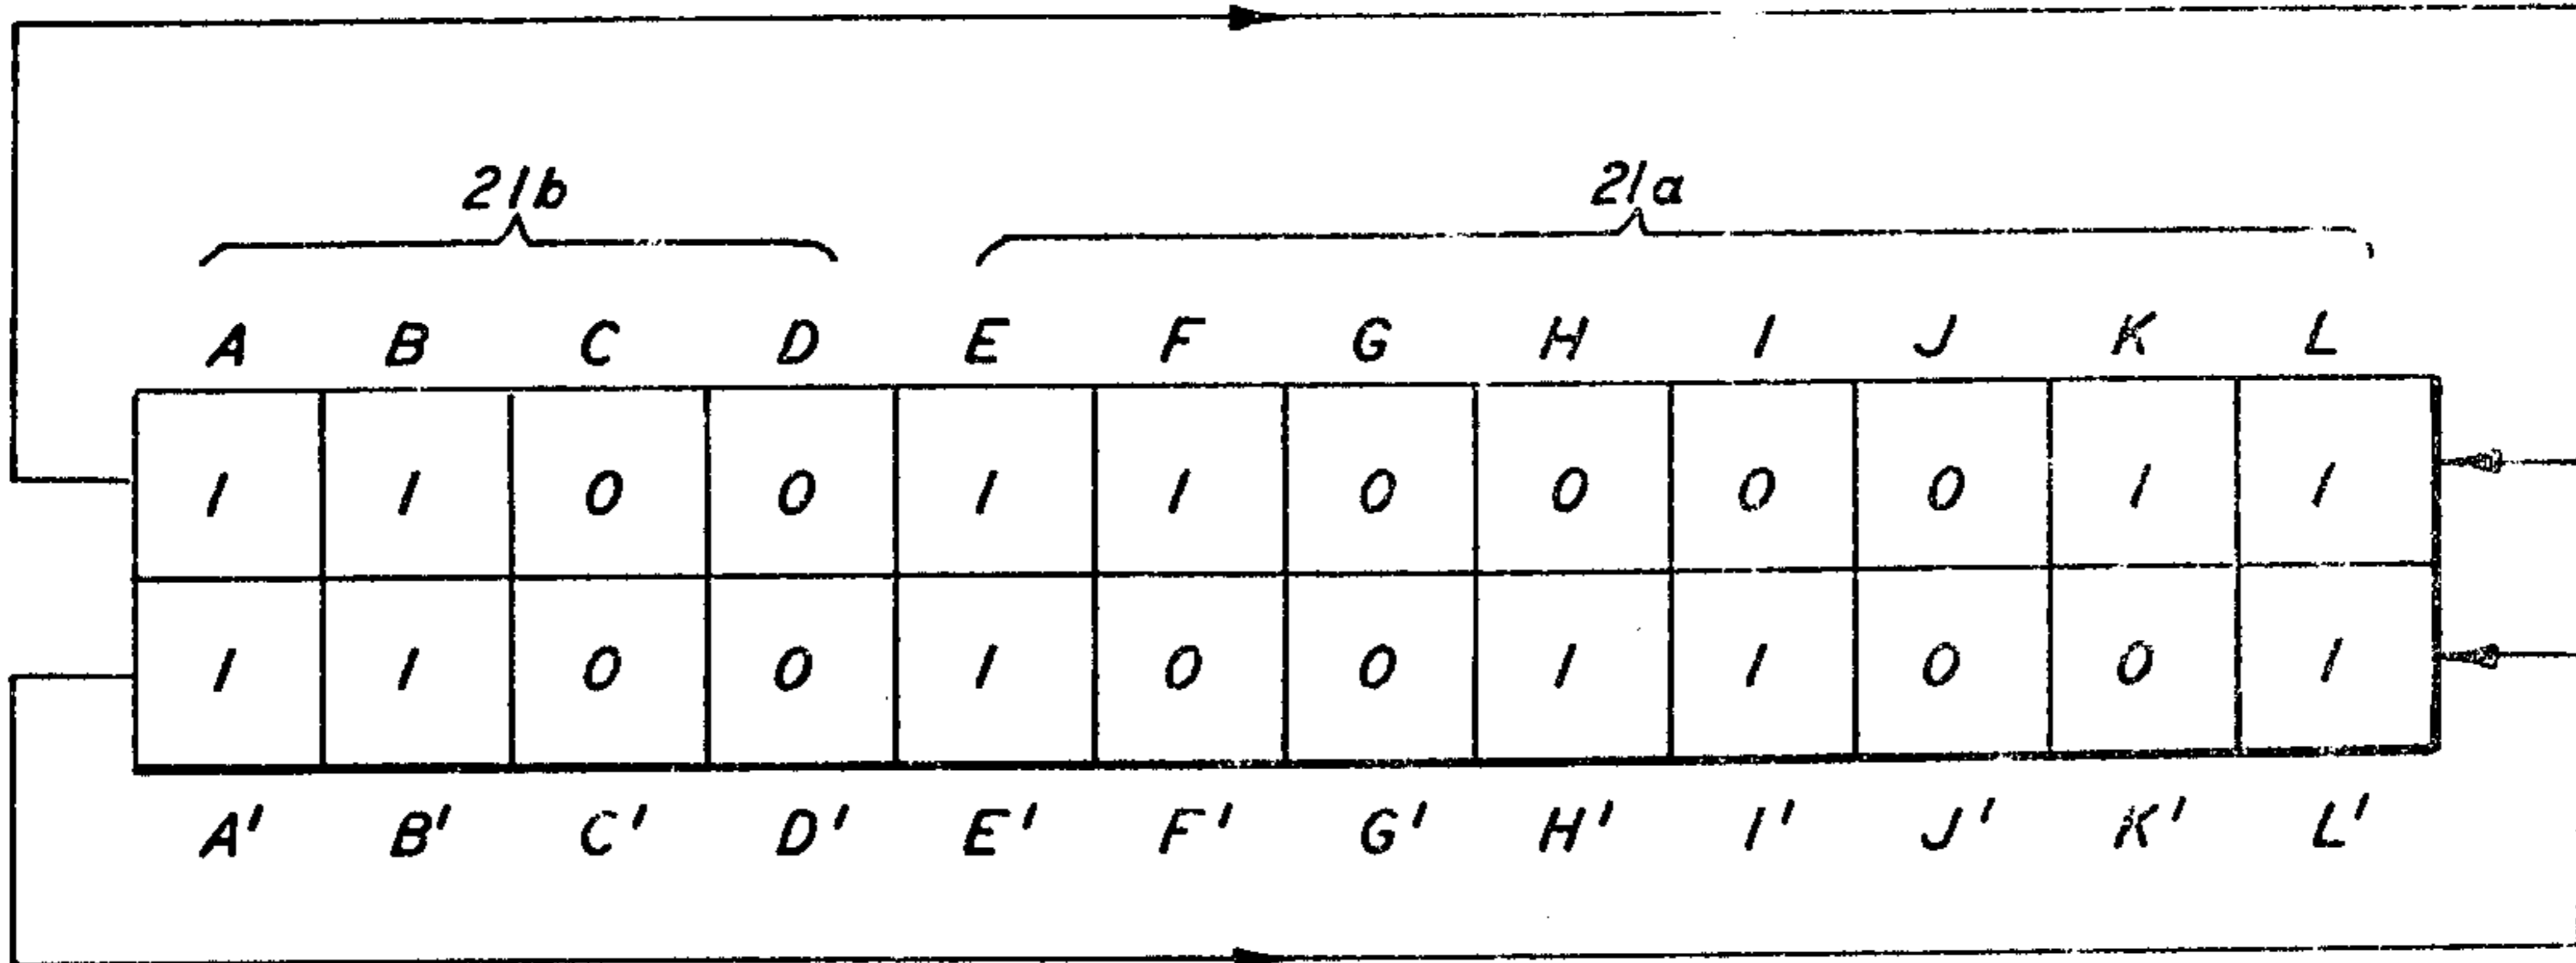 21b 21a
A B C D E F G H I J K L
1 1 0 0 1 1 0 0 0 0 1 1
1 1 0 0 1 0 0 1 1 0 0 1
A' B' C' D' E' F' G' H' I' J' K' L'